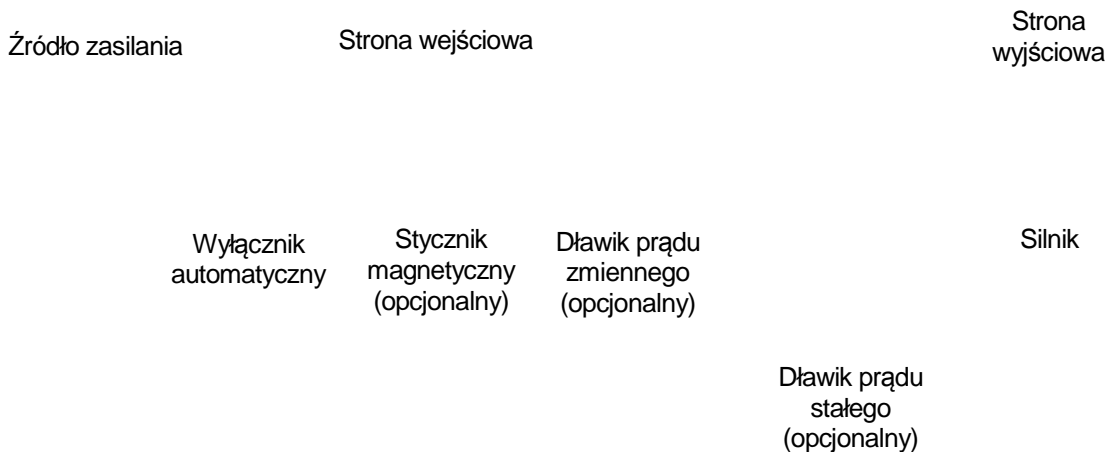 Źródło zasilania
Strona wejściowa
Strona
wyjściowa
Wyłącznik
automatyczny
Stycznik
magnetyczny
(opcjonalny)
Dławik prądu
zmiennego
(opcjonalny)
Silnik
Dławik prądu
stałego
(opcjonalny)